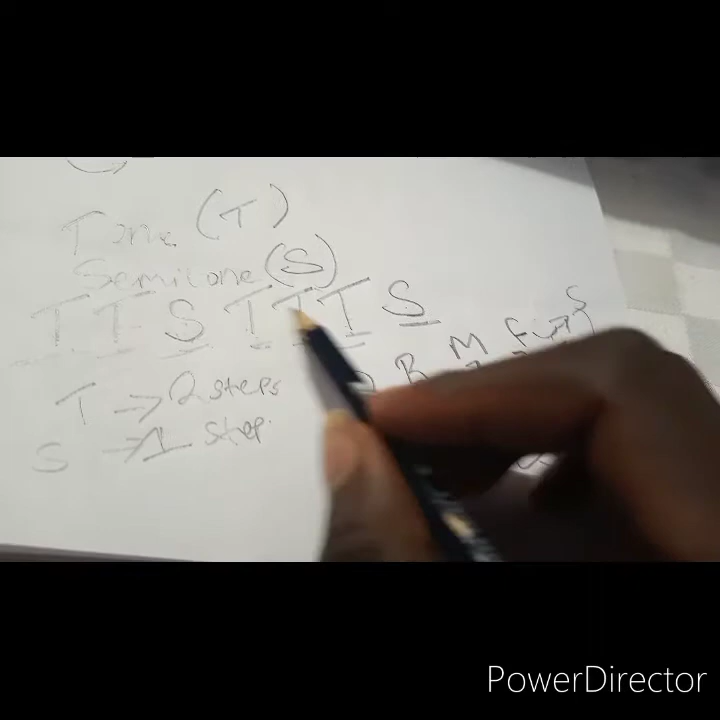 Tone (T)
Semitone (S)
T T S T T T S
R M F S
T -> 2 steps
S -> 1 step
PowerDirector